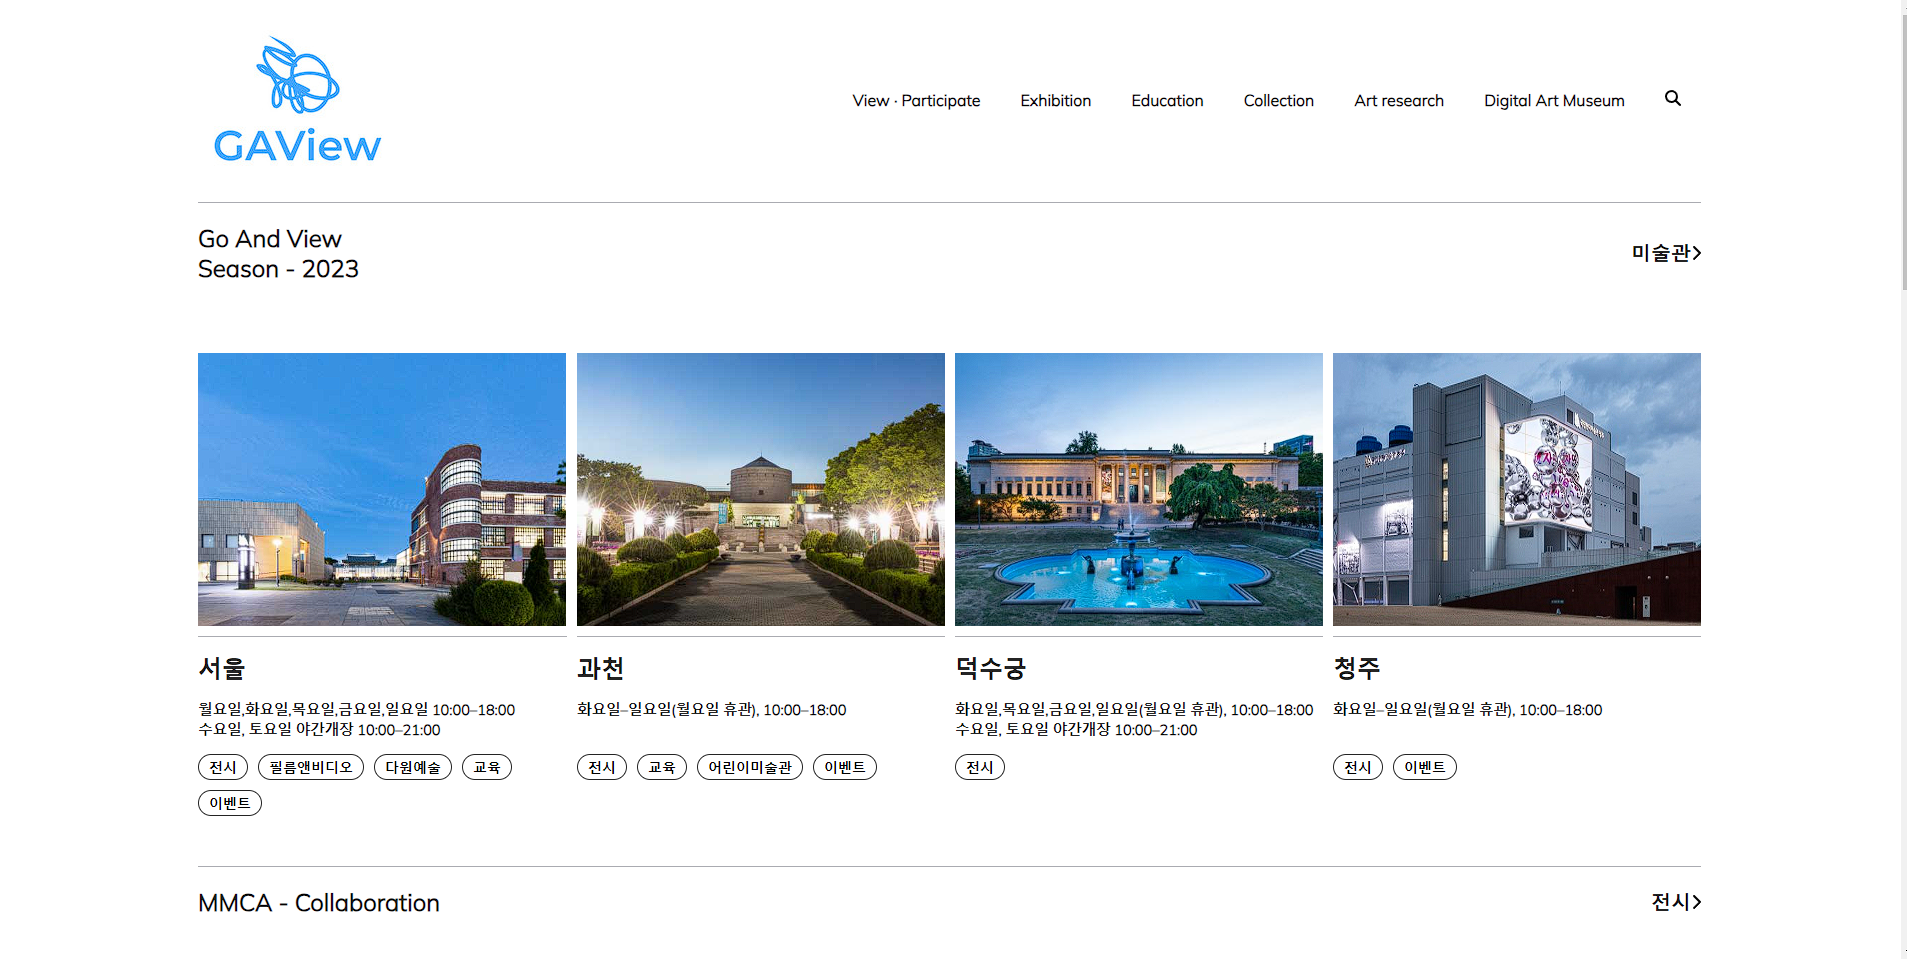 GAView
View · Participate
Exhibition
Education
Collection
Art research
Digital Art Museum
Go And View
Season - 2023
미술관
서울
월요일,화요일,목요일,금요일,일요일 10:00–18:00
수요일, 토요일 야간개장 10:00–21:00
전시
필름앤비디오
다원예술
교육
이벤트
과천
화요일–일요일(월요일 휴관), 10:00–18:00
전시
교육
어린이미술관
이벤트
덕수궁
화요일,목요일,금요일,일요일(월요일 휴관), 10:00–18:00
수요일, 토요일 야간개장 10:00–21:00
전시
청주
화요일–일요일(월요일 휴관), 10:00–18:00
전시
이벤트
MMCA - Collaboration
전시